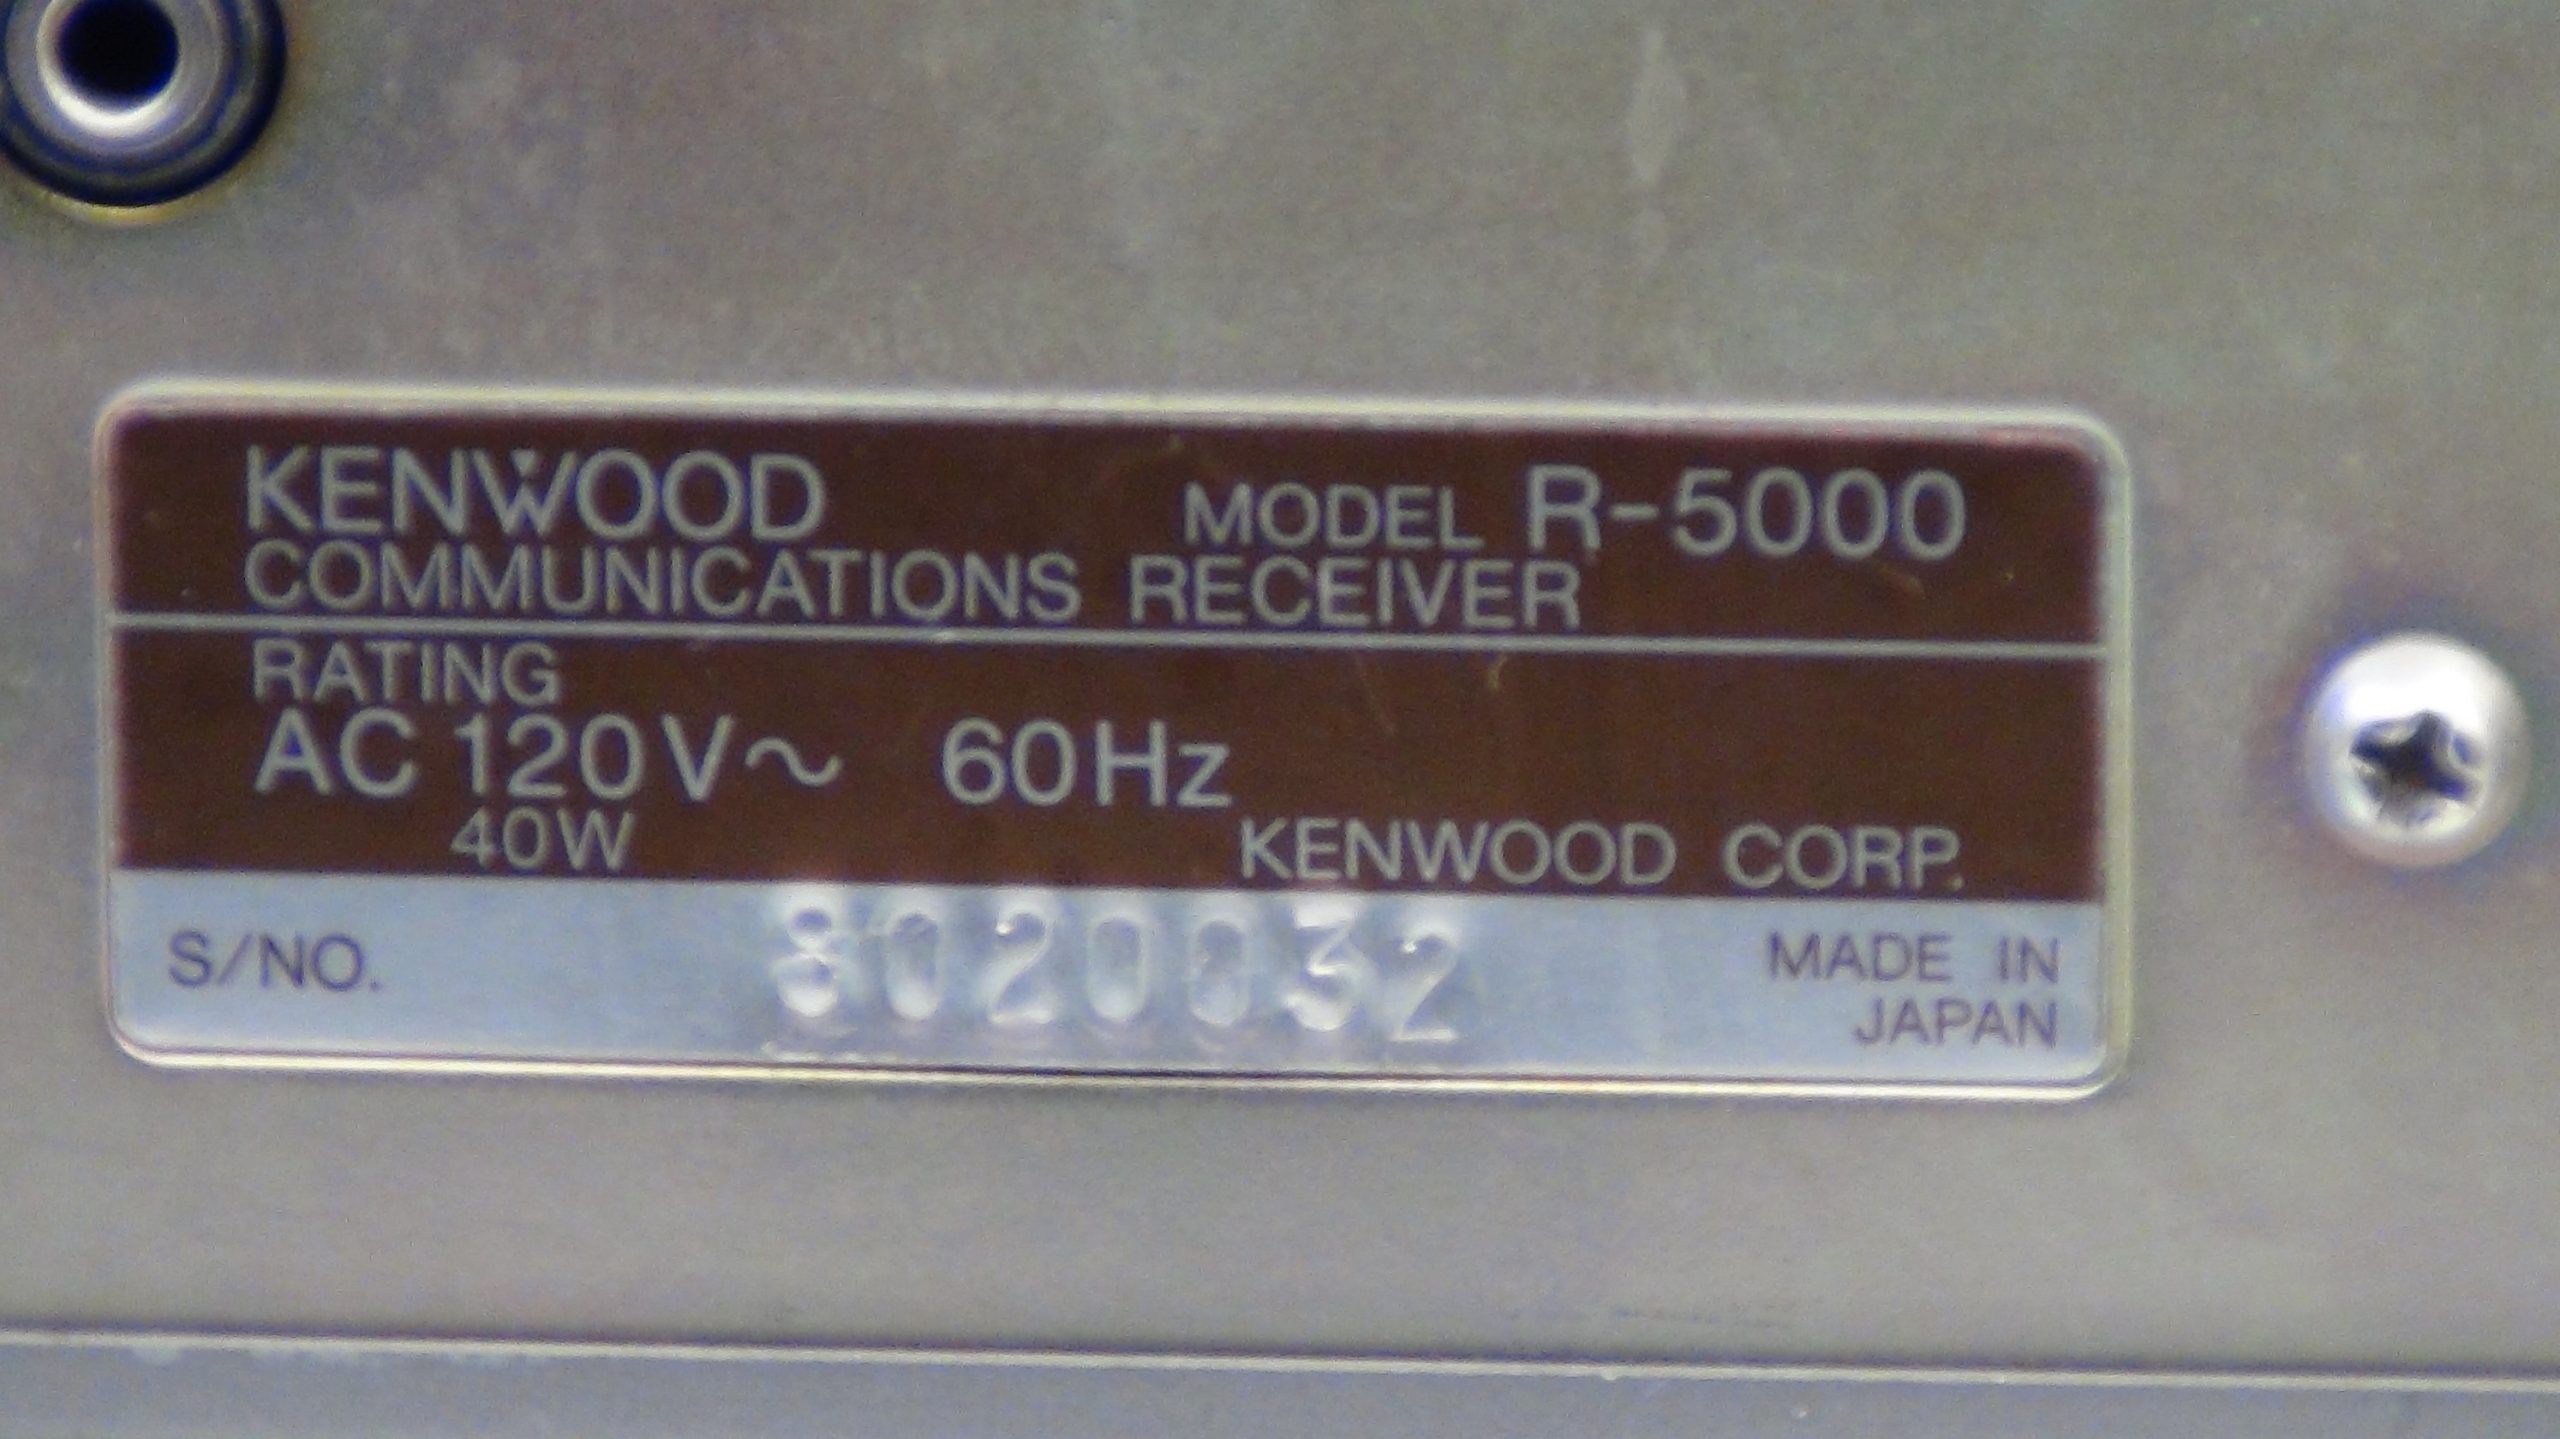 KENWOOD MODEL R-5000
COMMUNICATIONS RECEIVER
RATING
AC 120V~ 60Hz
40W KENWOOD CORP.
S/NO. 8020032 MADE IN
JAPAN